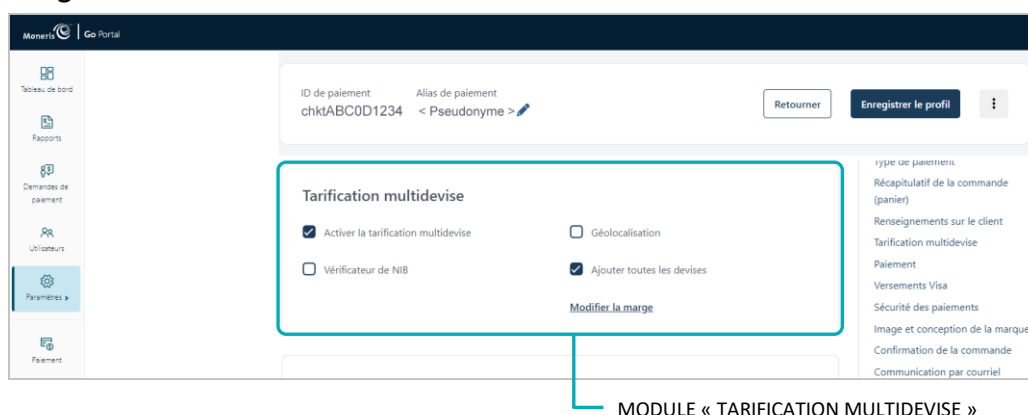 Moneris Go Portal
Tableau de bord
Rapports
Demandes de
paiement
Utilisateurs
Paramètres
Paiement
ID de paiement
chktABC0D1234
Alias de paiement
< Pseudonyme >
Retourner
Enregistrer le profil
Tarification multidevise
Activer la tarification multidevise
Géolocalisation
Vérificateur de NIB
Ajouter toutes les devises
Modifier la marge
Type de paiement
Récapitulatif de la commande
(panier)
Renseignements sur le client
Tarification multidevise
Paiement
Versements Visa
Sécurité des paiements
Image et conception de la marque
Confirmation de la commande
Communication par courriel
MODULE « TARIFICATION MULTIDEVISE »